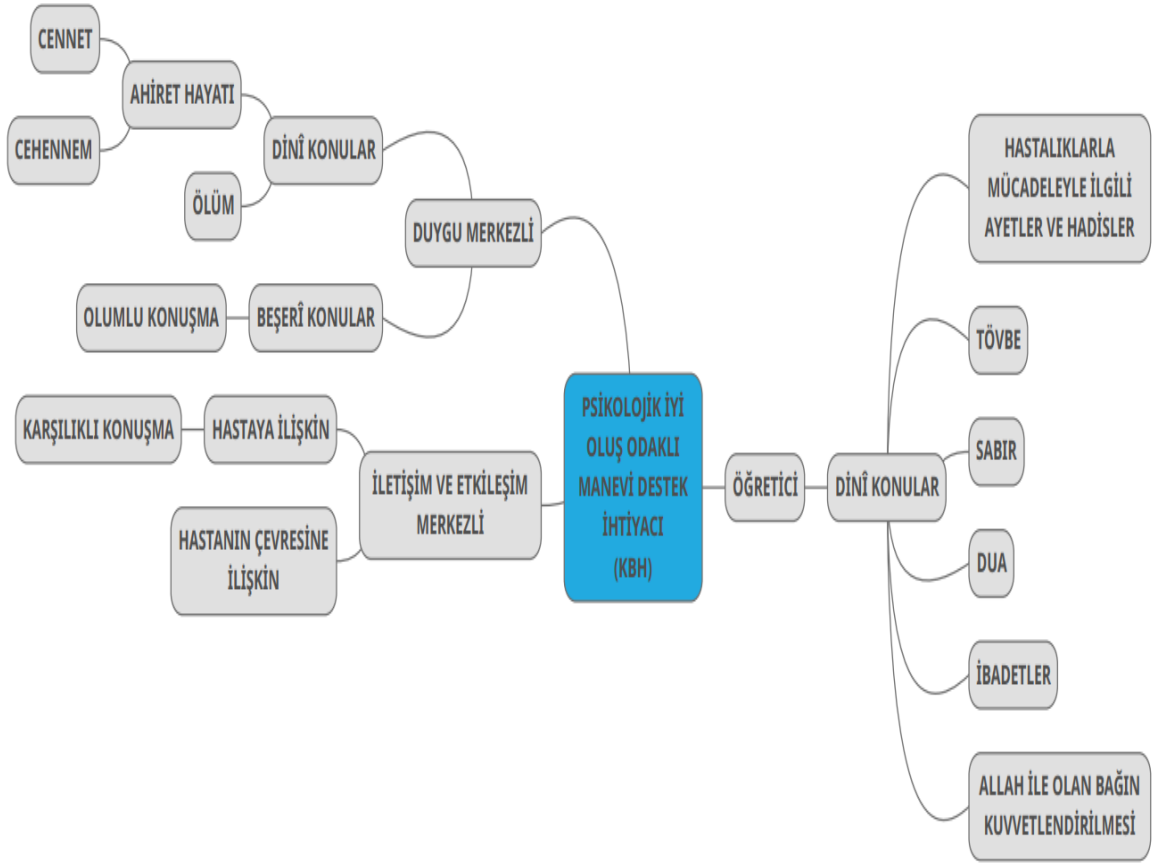 CENNET
AHİRET HAYATI
CEHENNEM
DİNÎ KONULAR
ÖLÜM
DUYGU MERKEZLİ
OLUMLU KONUŞMA
BEŞERÎ KONULAR
KARŞILIKLI KONUŞMA
HASTAYA İLİŞKİN
İLETİŞİM VE ETKİLEŞİM
MERKEZLİ
HASTANIN ÇEVRESİNE
İLİŞKİN
PSİKOLOJİK İYİ
OLUŞ ODAKLI
MANEVİ DESTEK
İHTİYACI
(KBH)
ÖĞRETİCİ
DİNÎ KONULAR
HASTALIKLARLA
MÜCADELEYLE İLGİLİ
AYETLER VE HADİSLER
TÖVBE
SABIR
DUA
İBADETLER
ALLAH İLE OLAN BAĞIN
KUVVETLENDİRİLMESİ